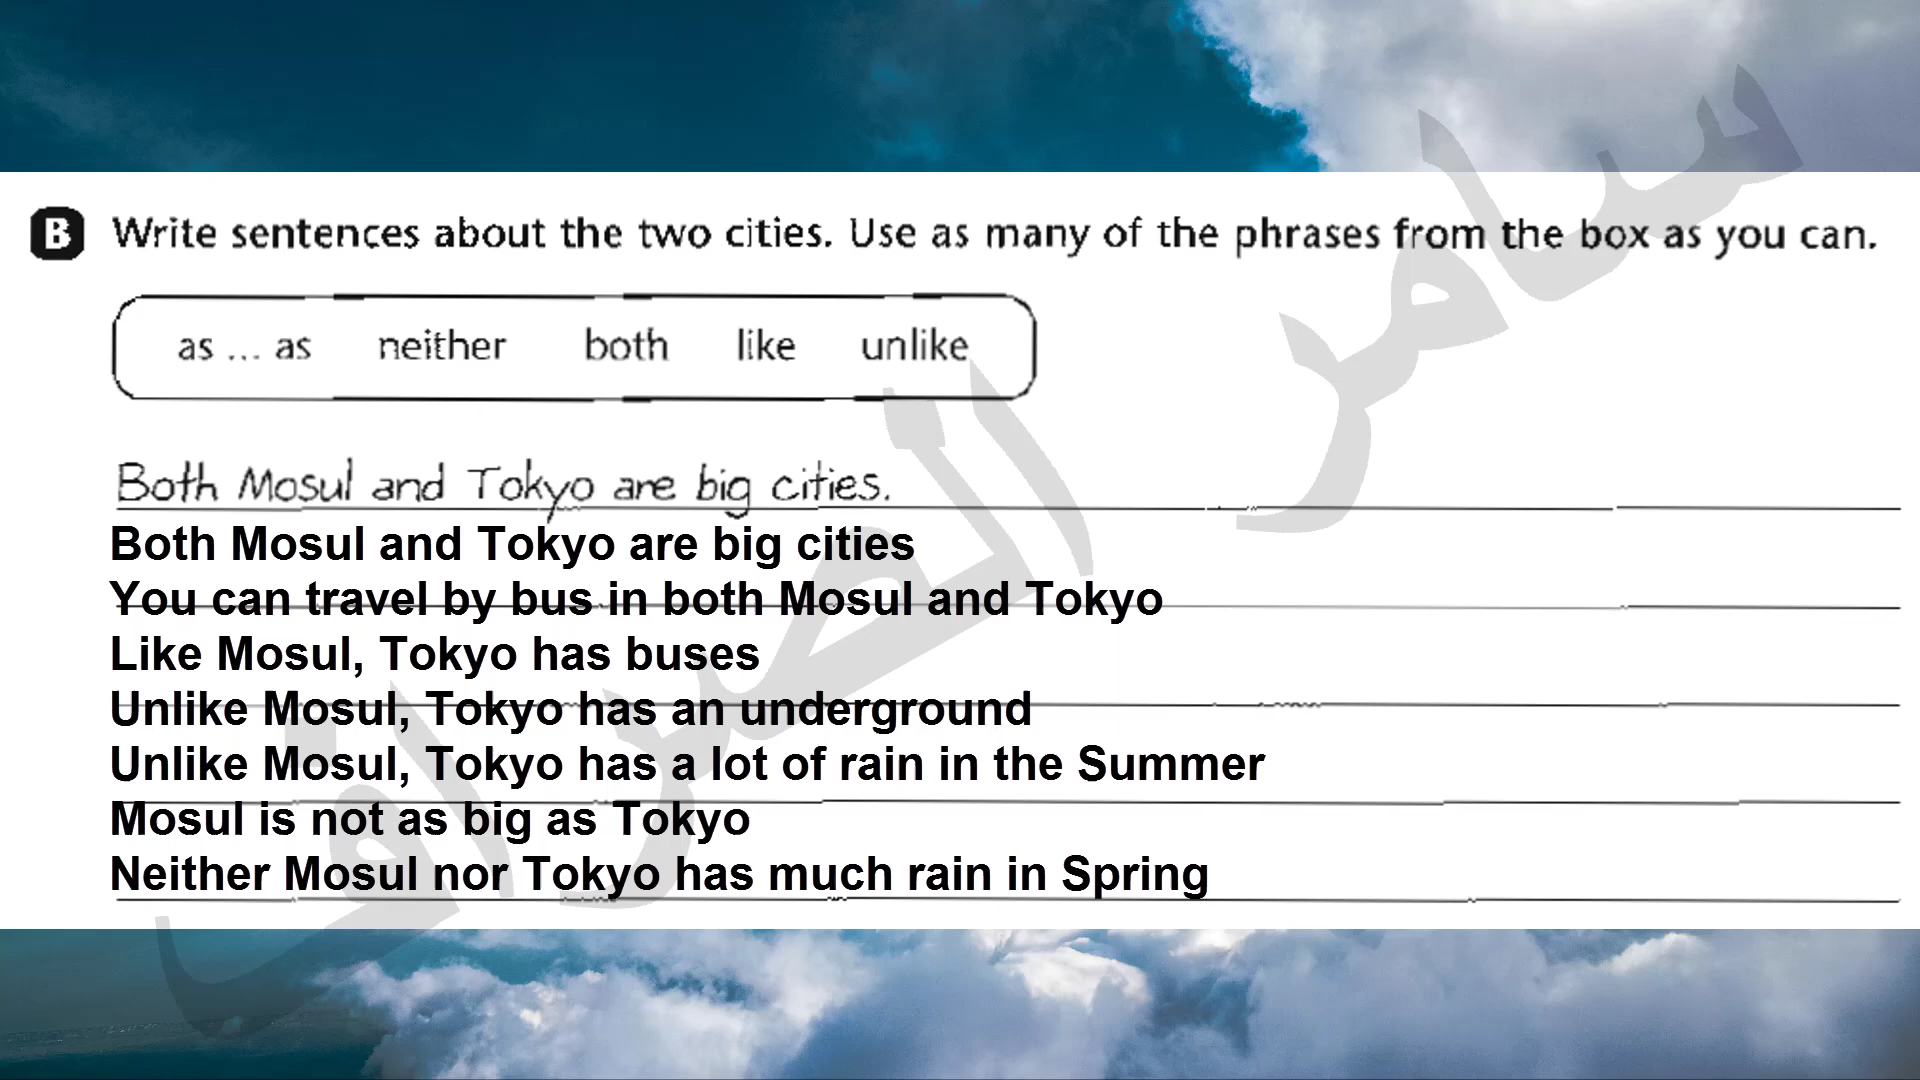 B Write sentences about the two cities. Use as many of the phrases from the box as you can.
as ... as neither both like unlike
Both Mosul and Tokyo are big cities.
Both Mosul and Tokyo are big cities
You can travel by bus in both Mosul and Tokyo
Like Mosul, Tokyo has buses
Unlike Mosul, Tokyo has an underground
Unlike Mosul, Tokyo has a lot of rain in the Summer
Mosul is not as big as Tokyo
Neither Mosul nor Tokyo has much rain in Spring
سامر الصراف